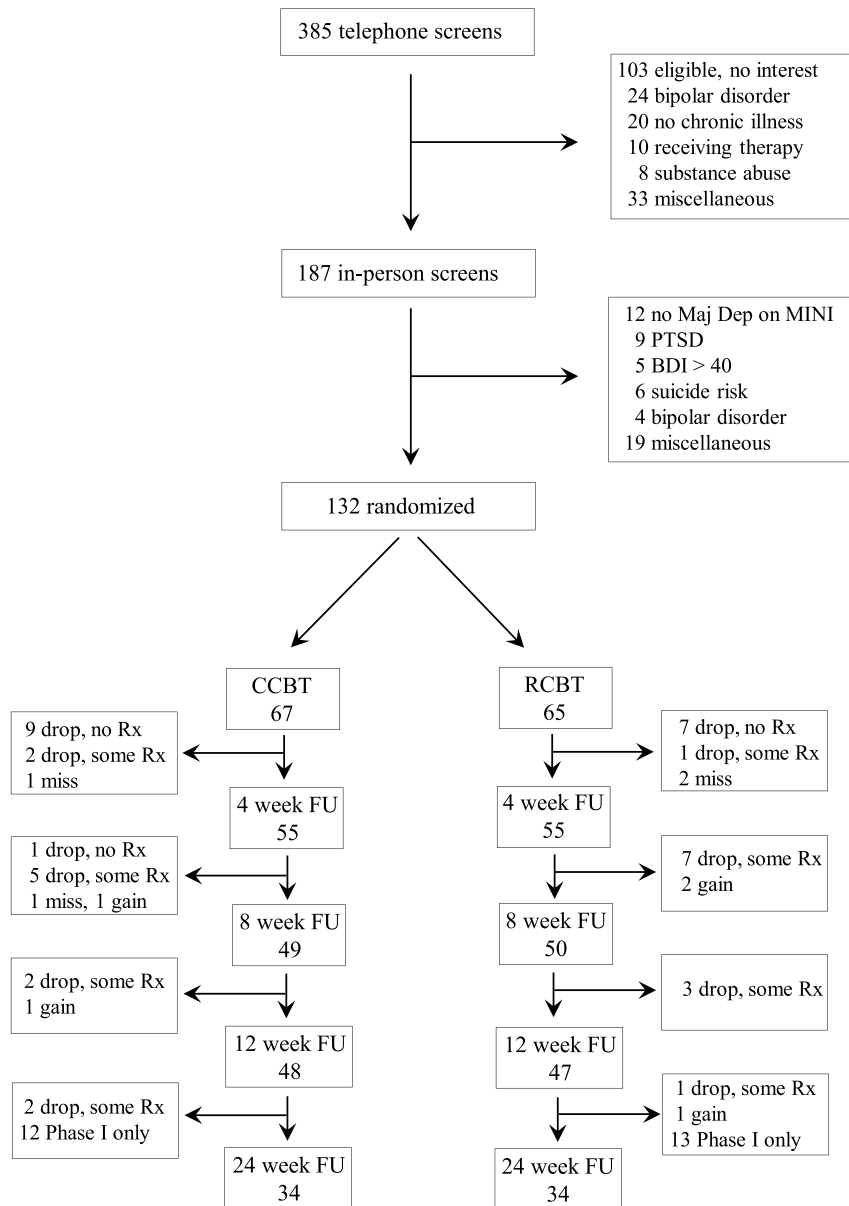 385 telephone screens
103 eligible, no interest
24 bipolar disorder
20 no chronic illness
10 receiving therapy
8 substance abuse
33 miscellaneous
187 in-person screens
12 no Maj Dep on MINI
9 PTSD
5 BDI > 40
6 suicide risk
4 bipolar disorder
19 miscellaneous
132 randomized
CCBT
67
RCBT
65
9 drop, no Rx
2 drop, some Rx
1 miss
7 drop, no Rx
1 drop, some Rx
2 miss
4 week FU
55
4 week FU
55
1 drop, no Rx
5 drop, some Rx
1 miss, 1 gain
7 drop, some Rx
2 gain
8 week FU
49
8 week FU
50
2 drop, some Rx
1 gain
3 drop, some Rx
12 week FU
48
12 week FU
47
2 drop, some Rx
12 Phase I only
1 drop, some Rx
1 gain
13 Phase I only
24 week FU
34
24 week FU
34